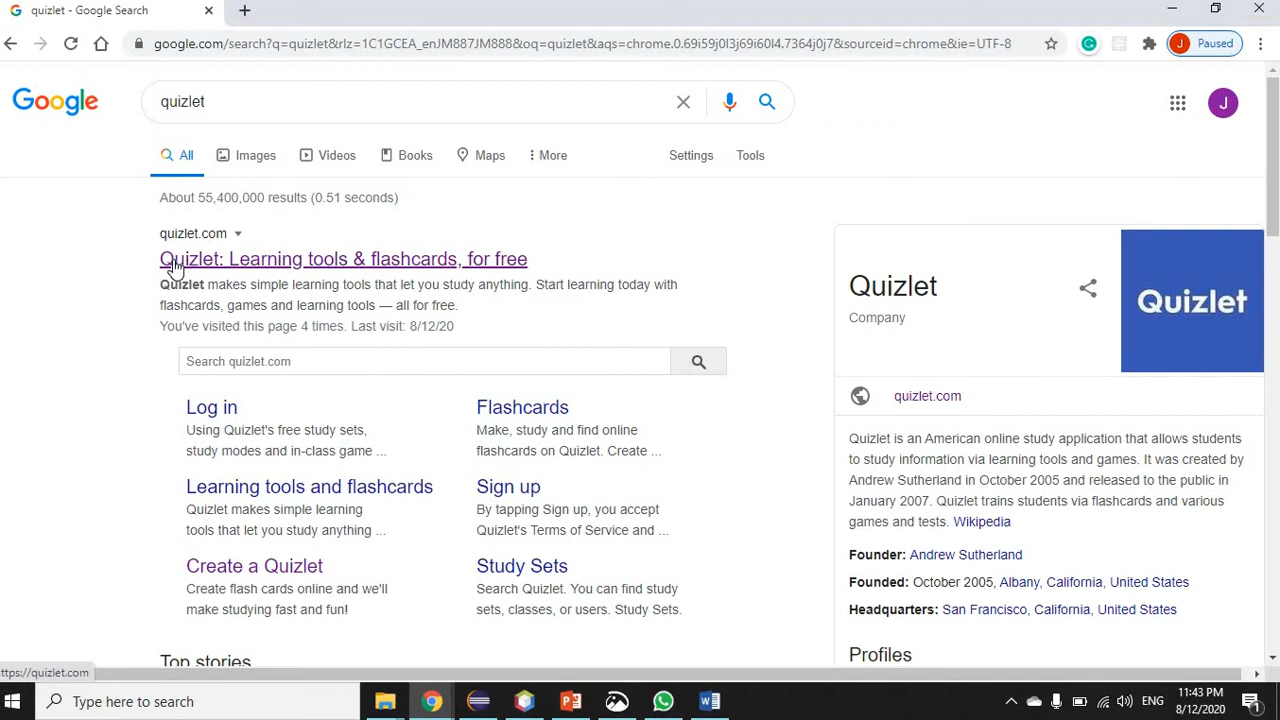 quizlet - Google Search
google.com/search?q=quizlet&rlz=1C1GCEA_enJM887JM888&oq=quizlet&aqs=chrome.0.69i59j0l3j69i60l4.7364j0j7&sourceid=chrome&ie=UTF-8
J Paused
Google
quizlet
J
All Images Videos Books Maps More Settings Tools
About 55,400,000 results (0.51 seconds)
quizlet.com
Quizlet: Learning tools & flashcards, for free
Quizlet makes simple learning tools that let you study anything. Start learning today with
flashcards, games and learning tools — all for free.
You've visited this page 4 times. Last visit: 8/12/20
Search quizlet.com
Log in
Using Quizlet's free study sets,
study modes and in-class game ...
Flashcards
Make, study and find online
flashcards on Quizlet. Create ...
Learning tools and flashcards
Quizlet makes simple learning
tools that let you study anything ...
Sign up
By tapping Sign up, you accept
Quizlet's Terms of Service and ...
Create a Quizlet
Create flash cards online and we'll
make studying fast and fun!
Study Sets
Search Quizlet. You can find study
sets, classes, or users. Study Sets.
Top stories
Quizlet
Company
Quizlet
quizlet.com
Quizlet is an American online study application that allows students
to study information via learning tools and games. It was created by
Andrew Sutherland in October 2005 and released to the public in
January 2007. Quizlet trains students via flashcards and various
games and tests. Wikipedia
Founder: Andrew Sutherland
Founded: October 2005, Albany, California, United States
Headquarters: San Francisco, California, United States
Profiles
ttps://quizlet.com
Type here to search
ENG
11:43 PM
8/12/2020
1